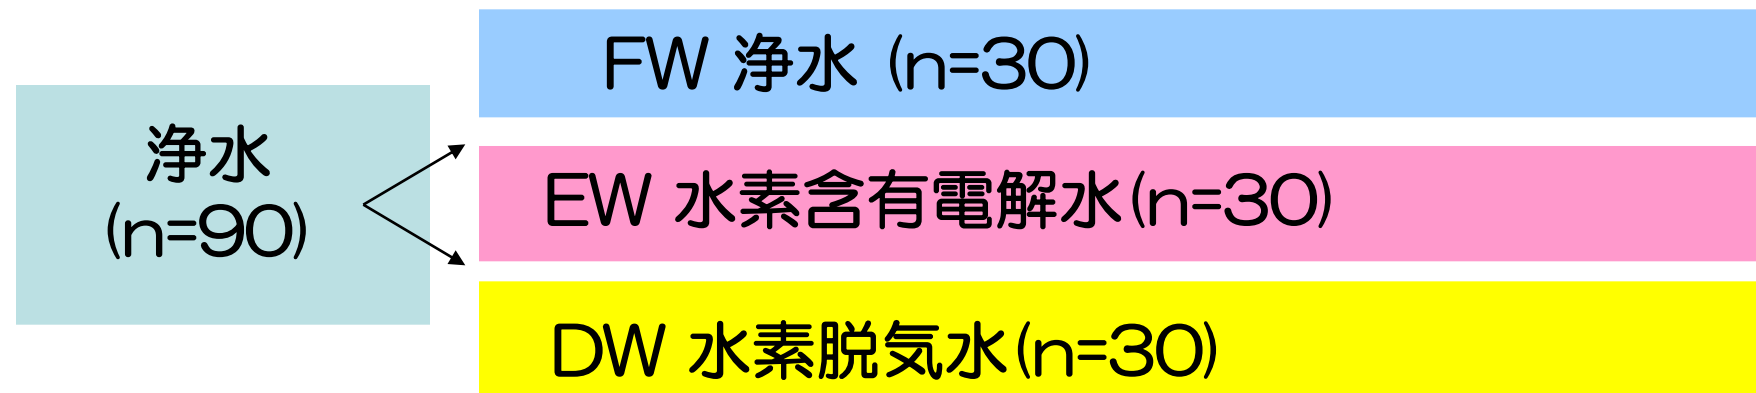 浄水
(n=90)
FW 浄水 (n=30)
EW 水素含有電解水(n=30)
DW 水素脱気水(n=30)